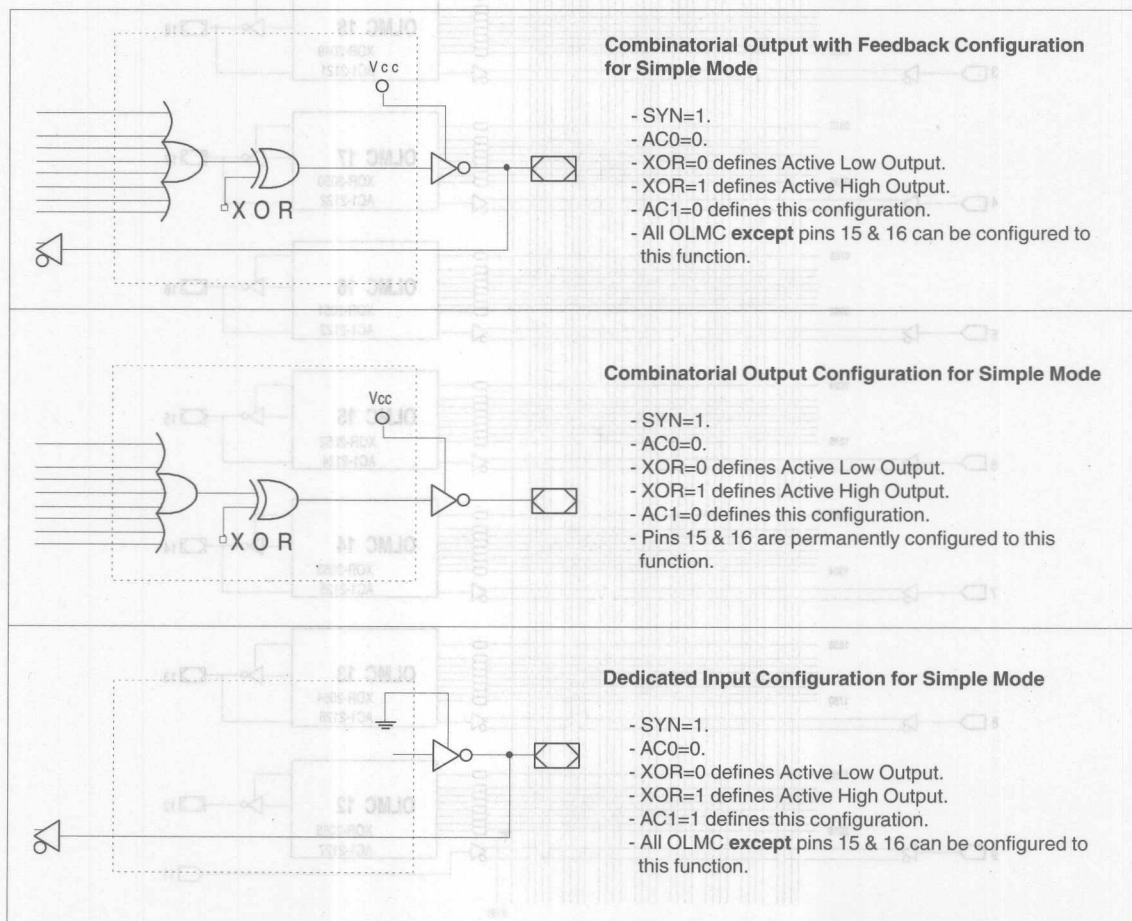 Combinatorial Output with Feedback Configuration
for Simple Mode
- SYN=1.
- AC0=0.
- XOR=0 defines Active Low Output.
- XOR=1 defines Active High Output.
- AC1=0 defines this configuration.
- All OLMC except pins 15 & 16 can be configured to
this function.
Vcc
XOR
Combinatorial Output Configuration for Simple Mode
- SYN=1.
- AC0=0.
- XOR=0 defines Active Low Output.
- XOR=1 defines Active High Output.
- AC1=0 defines this configuration.
- Pins 15 & 16 are permanently configured to this
function.
Vcc
XOR
Dedicated Input Configuration for Simple Mode
- SYN=1.
- AC0=0.
- XOR=0 defines Active Low Output.
- XOR=1 defines Active High Output.
- AC1=1 defines this configuration.
- All OLMC except pins 15 & 16 can be configured to
this function.